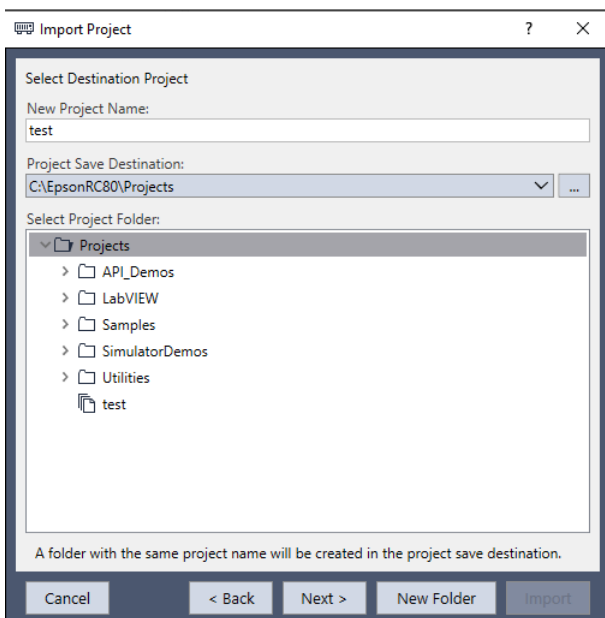 Import Project
?
Select Destination Project
New Project Name:
test
Project Save Destination:
C:\EpsonRC80\Projects
...
Select Project Folder:
Projects
API_Demos
LabVIEW
Samples
SimulatorDemos
Utilities
test
A folder with the same project name will be created in the project save destination.
Cancel
< Back
Next >
New Folder
Import